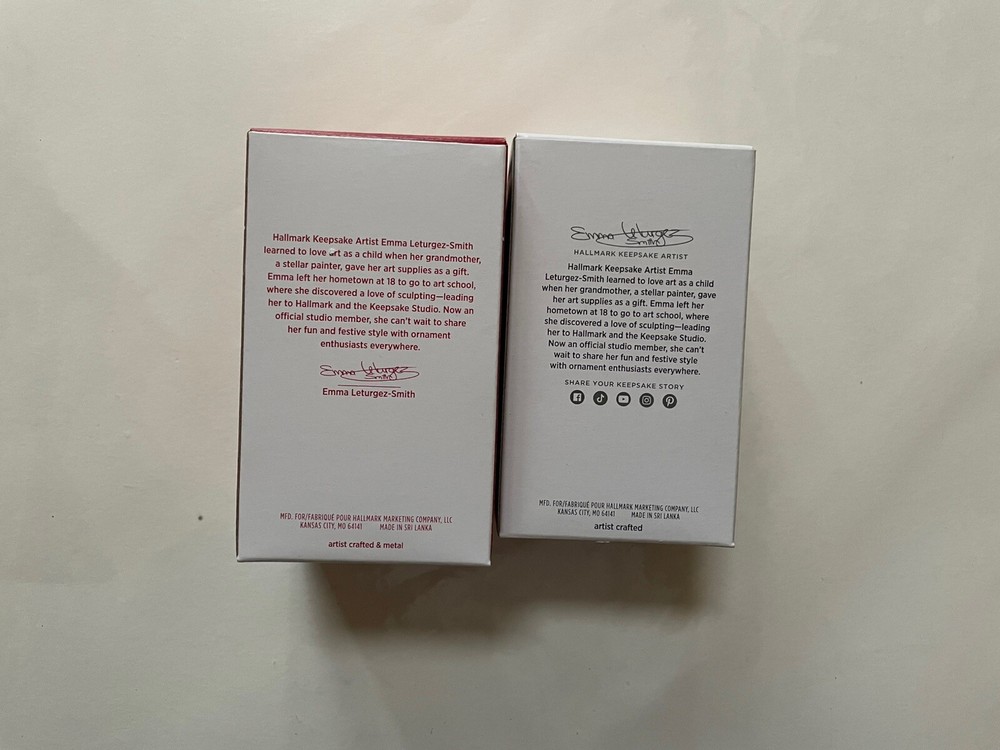 Hallmark Keepsake Artist Emma Leturgez-Smith
learned to love art as a child when her grandmother,
a stellar painter, gave her art supplies as a gift.
Emma left her hometown at 18 to go to art school,
where she discovered a love of sculpting—leading
her to Hallmark and the Keepsake Studio. Now an
official studio member, she can't wait to share
her fun and festive style with ornament
enthusiasts everywhere.
Emma Leturgez
Smith
Emma Leturgez-Smith
MFD. FOR/FABRIQUÉ POUR HALLMARK MARKETING COMPANY, LLC
KANSAS CITY, MO 64141 MADE IN SRI LANKA
artist crafted & metal
Emma Leturgez
Smith
HALLMARK KEEPSAKE ARTIST
Hallmark Keepsake Artist Emma
Leturgez-Smith learned to love art as a child
when her grandmother, a stellar painter, gave
her art supplies as a gift. Emma left her
hometown at 18 to go to art school, where
she discovered a love of sculpting—leading
her to Hallmark and the Keepsake Studio.
Now an official studio member, she can't
wait to share her fun and festive style
with ornament enthusiasts everywhere.
SHARE YOUR KEEPSAKE STORY
MFD. FOR/FABRIQUÉ POUR HALLMARK MARKETING COMPANY, LLC
KANSAS CITY, MO 64141 MADE IN SRI LANKA
artist crafted